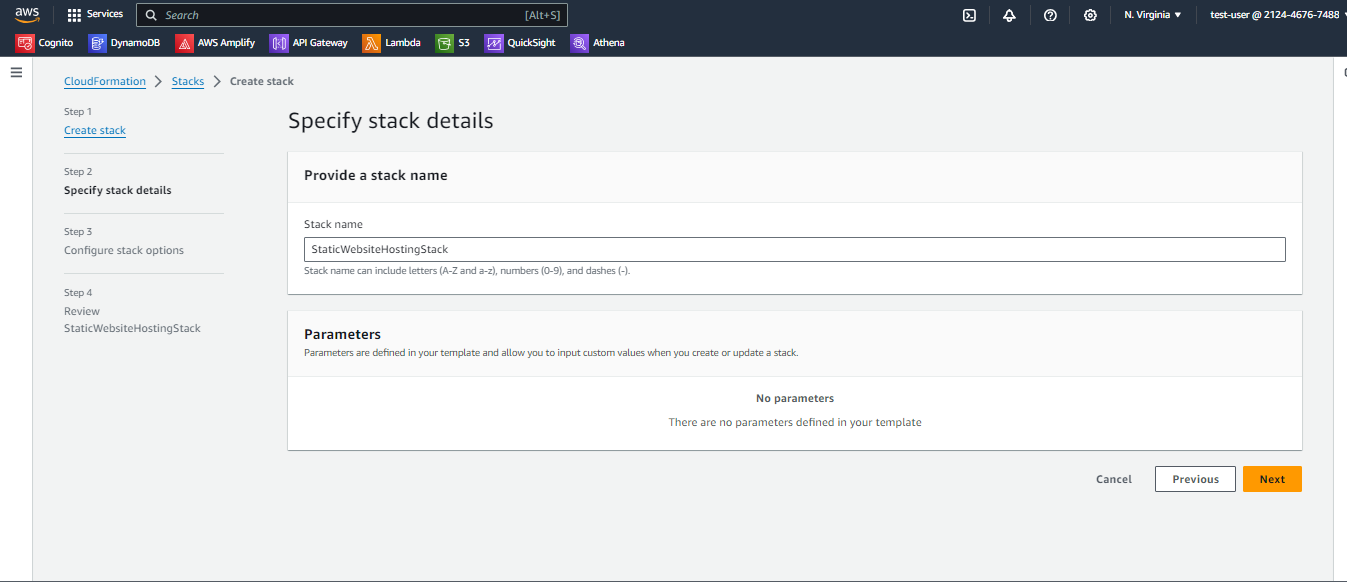 aws Services Search [Alt+S] N. Virginia ▼ test-user @ 2124-4676-7488
Cognito DynamoDB AWS Amplify API Gateway Lambda S3 QuickSight Athena
CloudFormation > Stacks > Create stack
Step 1
Create stack
Step 2
Specify stack details
Step 3
Configure stack options
Step 4
Review
StaticWebsiteHostingStack
Specify stack details
Provide a stack name
Stack name
StaticWebsiteHostingStack
Stack name can include letters (A-Z and a-z), numbers (0-9), and dashes (-).
Parameters
Parameters are defined in your template and allow you to input custom values when you create or update a stack.
No parameters
There are no parameters defined in your template
Cancel Previous Next